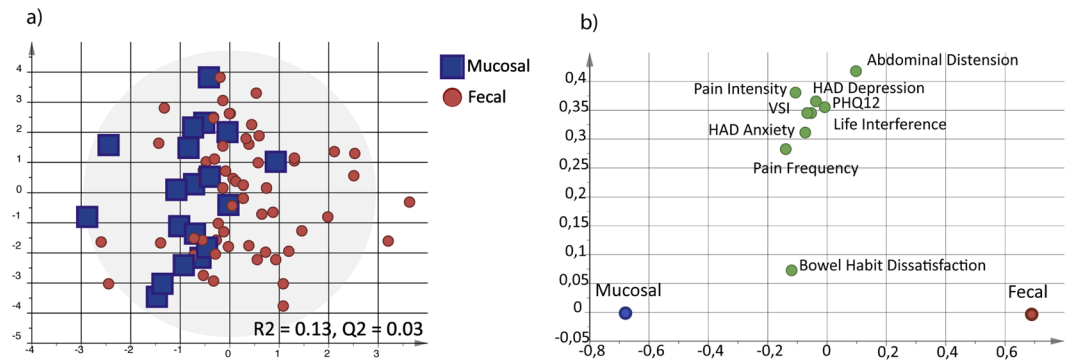 a)
4
3
2
1
0
-1
-2
-3
-4
-5
-4 -3 -2 -1 0 1 2 3 4
R2 = 0.13, Q2 = 0.03
Mucosal
Fecal
b)
0,4
0,35
0,3
0,25
0,2
0,15
0,1
0,05
0
-0,05
-0,8 -0,6 -0,4 -0,2 0 0,2 0,4 0,6 0,8
Abdominal Distension
Pain Intensity
HAD Depression
VSI
PHQ12
HAD Anxiety
Life Interference
Pain Frequency
Bowel Habit Dissatisfaction
Mucosal
Fecal